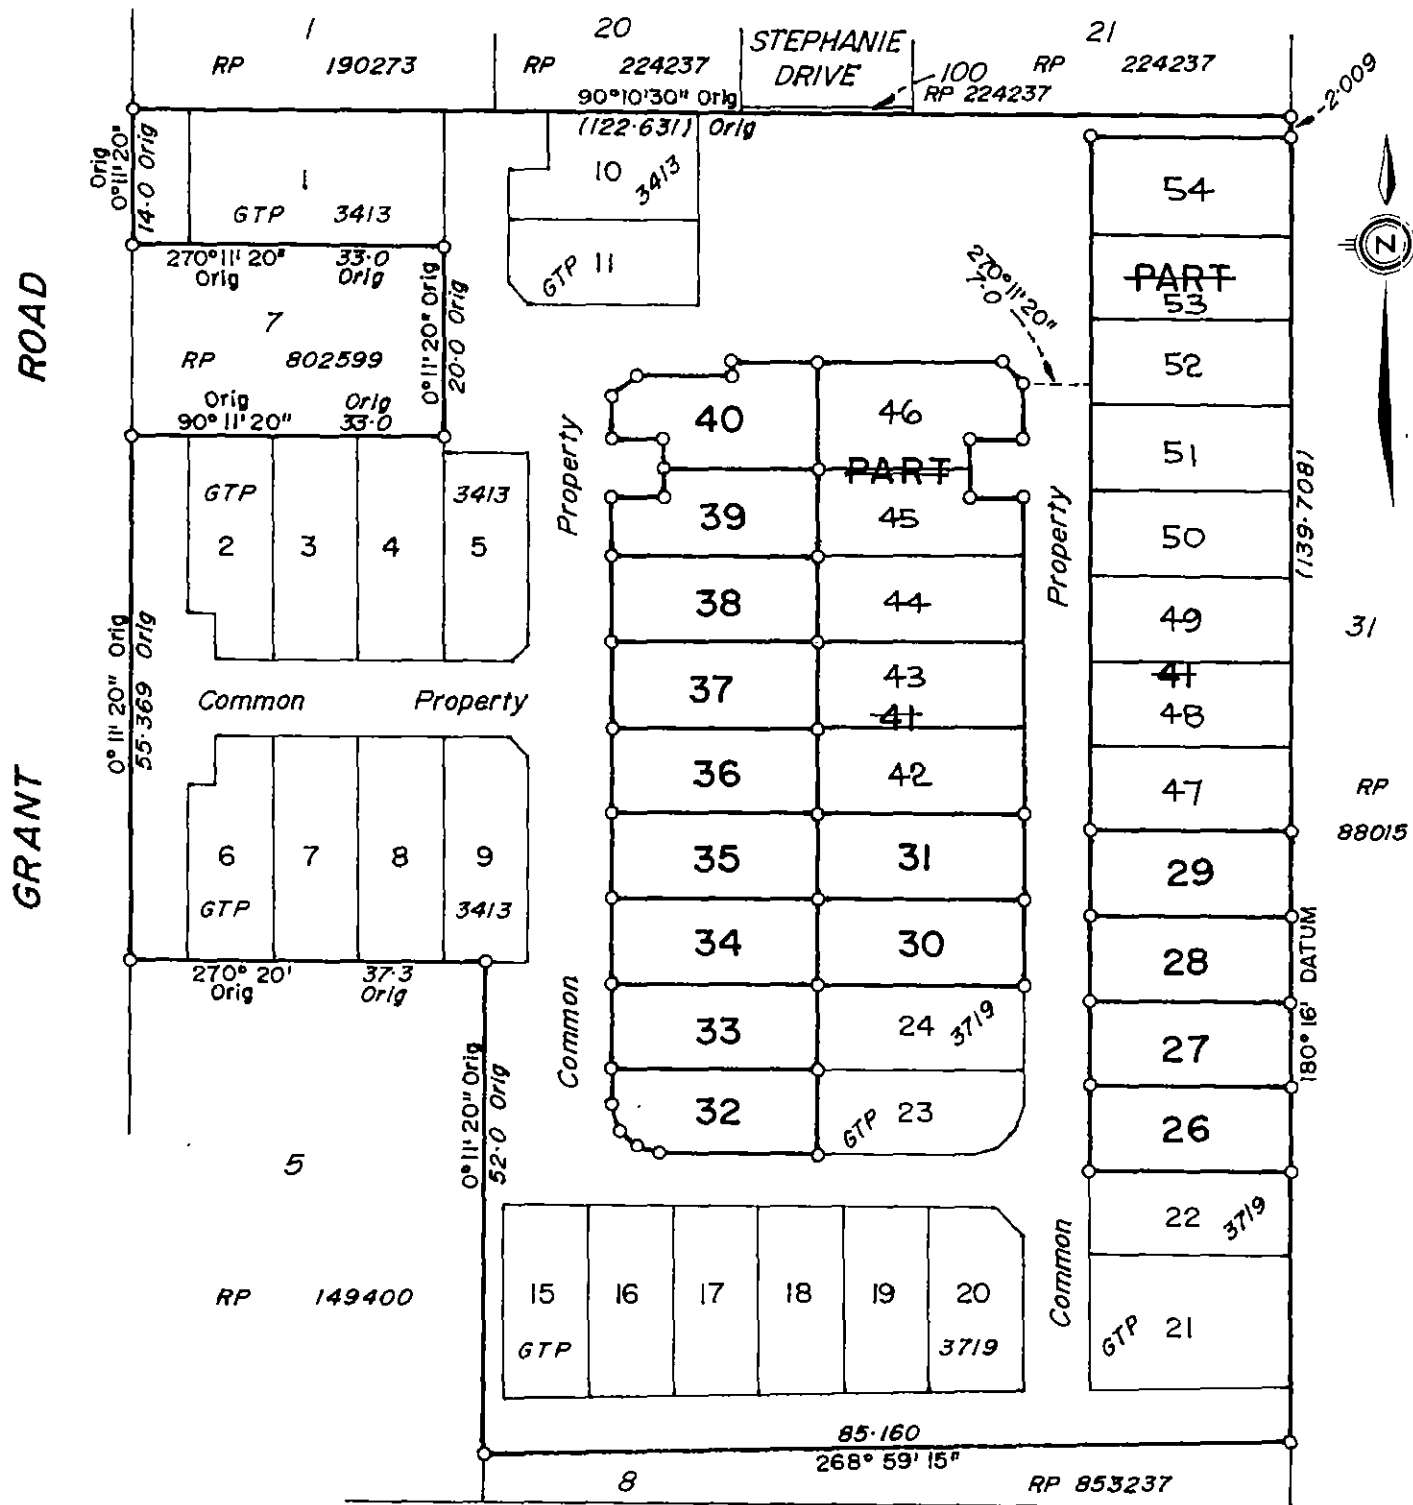 1
20
STEPHANIE
DRIVE
21
RP 190273
RP 224237
100
RP 224237
RP 224237
2·009
90°10'30" Orig
(122·631) Orig
Orig
0°11'20"
14·0 Orig
1
GTP 3413
10
3413
GTP 11
54
PART
53
N
270°11'20"
Orig
33·0
Orig
0°11'20" Orig
20·0 Orig
270°11'20"
7·0
7
RP 802599
52
ROAD
Orig
90°11'20"
Orig
33·0
Property
40
46
51
PART
GTP
3413
2
3
4
5
39
45
Property
50
(139·708)
38
44
49
31
0°11'20" Orig
55·369 Orig
Common Property
37
43
41
41
48
36
42
47
RP
88015
GRANT
6
7
8
9
GTP
3413
35
31
29
34
30
28
270°20'
Orig
37·3
Orig
180°16' DATUM
Common
33
24
3719
27
0°11'20" Orig
52·0 Orig
32
GTP 23
26
5
22
3719
Common
RP 149400
15
16
17
18
19
20
GTP
3719
GTP 21
85·160
268°59'15"
8
RP 853237